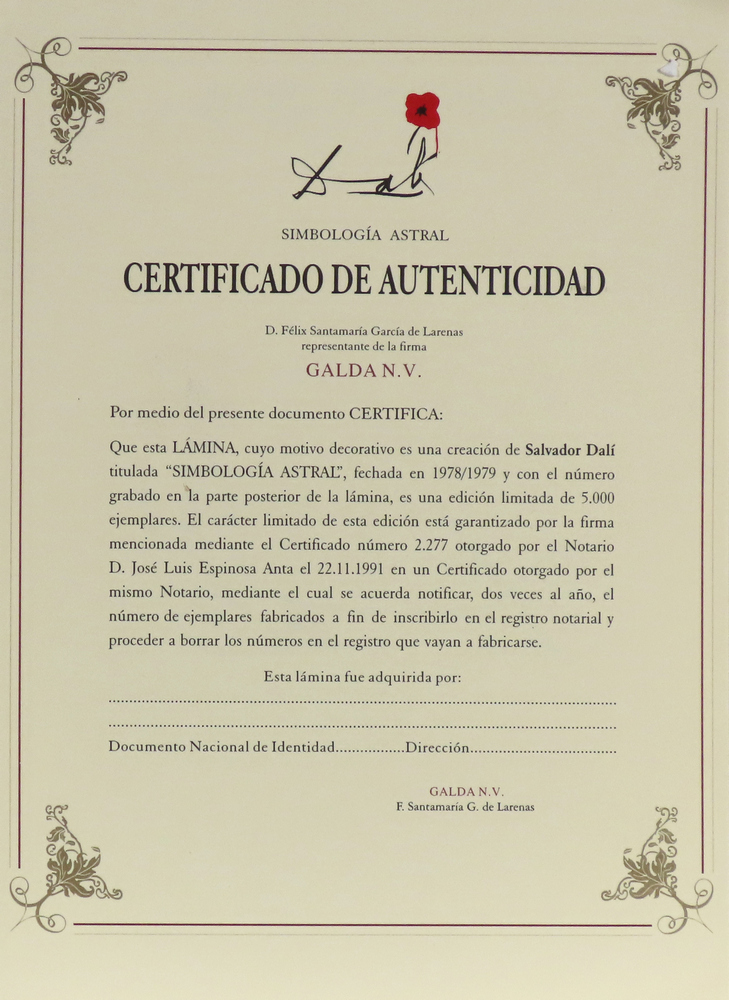 Dalí
SIMBOLOGÍA ASTRAL
CERTIFICADO DE AUTENTICIDAD
D. Félix Santamaría García de Larenas
representante de la firma
GALDA N.V.
Por medio del presente documento CERTIFICA:
Que esta LÁMINA, cuyo motivo decorativo es una creación de Salvador Dalí
titulada “SIMBOLOGÍA ASTRAL”, fechada en 1978/1979 y con el número
grabado en la parte posterior de la lámina, es una edición limitada de 5.000
ejemplares. El carácter limitado de esta edición está garantizado por la firma
mencionada mediante el Certificado número 2.277 otorgado por el Notario
D. José Luis Espinosa Anta el 22.11.1991 en un Certificado otorgado por el
mismo Notario, mediante el cual se acuerda notificar, dos veces al año, el
número de ejemplares fabricados a fin de inscribirlo en el registro notarial y
proceder a borrar los números en el registro que vayan a fabricarse.
Esta lámina fue adquirida por:
Documento Nacional de Identidad.................Dirección....................................
GALDA N.V.
F. Santamaría G. de Larenas